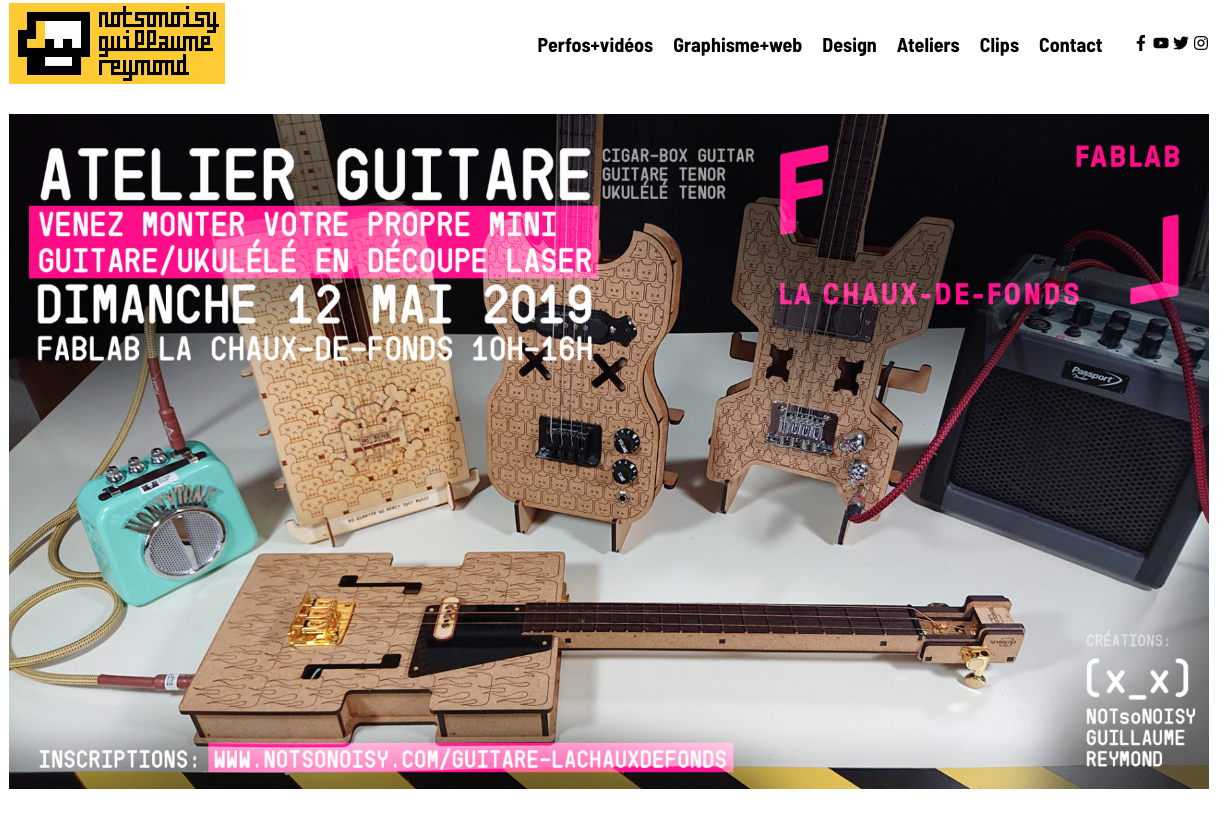 notsonoisy
guillaume
reymond
Perfos+vidéos Graphisme+web Design Ateliers Clips Contact
ATELIER GUITARE
CIGAR-BOX GUITAR
GUITARE TENOR
UKULÉLÉ TENOR
VENEZ MONTER VOTRE PROPRE MINI
GUITARE/UKULÉLÉ EN DÉCOUPE LASER
DIMANCHE 12 MAI 2019
FABLAB LA CHAUX-DE-FONDS 10H-16H
F
FABLAB
LA CHAUX-DE-FONDS
Passport
HONEYTONE
CRÉATIONS:
(x_x)
NOTsoNOISY
GUILLAUME
REYMOND
INSCRIPTIONS: WWW.NOTSONOISY.COM/GUITARE-LACHAUXDEFONDS